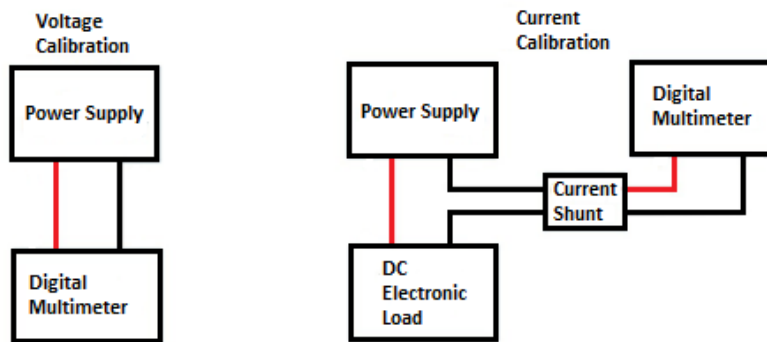 Voltage
Calibration
Power Supply
Digital
Multimeter
Current
Calibration
Power Supply
Digital
Multimeter
Current
Shunt
DC
Electronic
Load